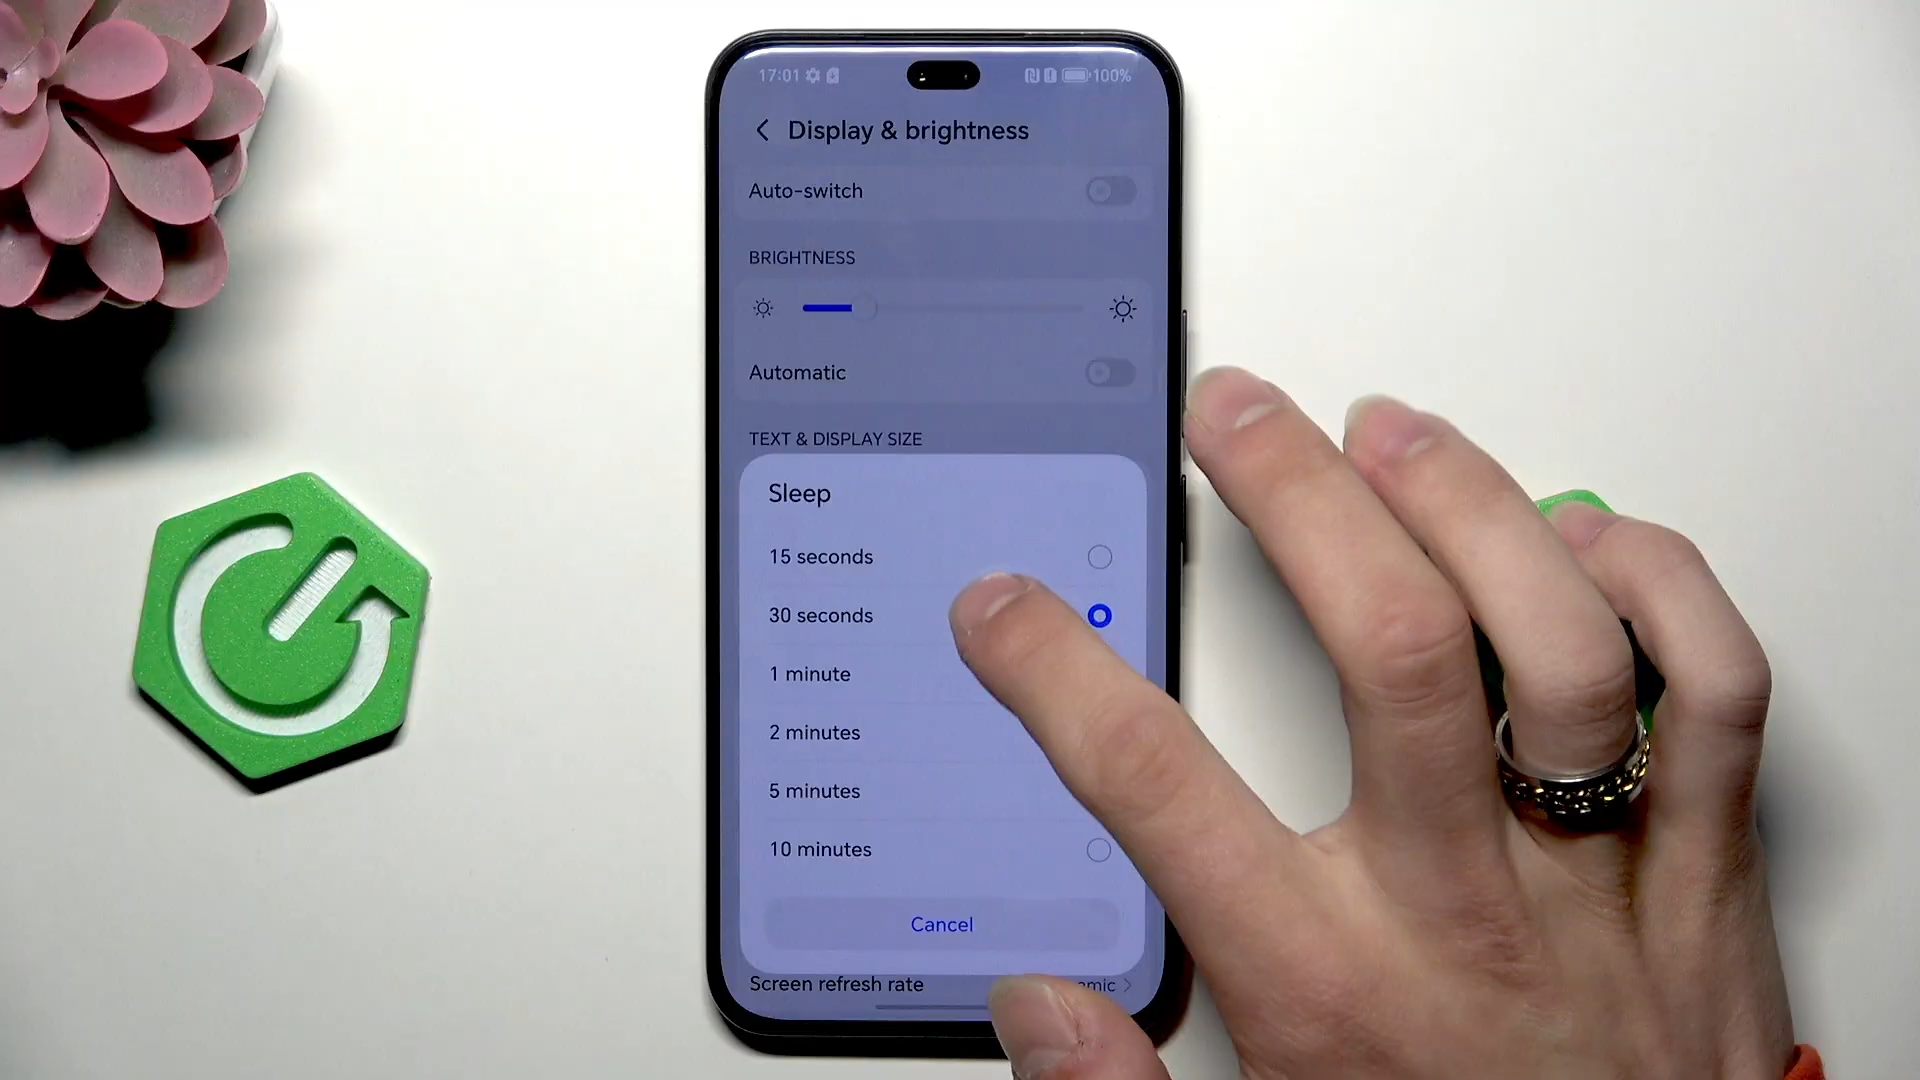 17:01 100%
Display & brightness
Auto-switch
BRIGHTNESS
Automatic
TEXT & DISPLAY SIZE
Sleep
15 seconds
30 seconds
1 minute
2 minutes
5 minutes
10 minutes
Cancel
Screen refresh rate